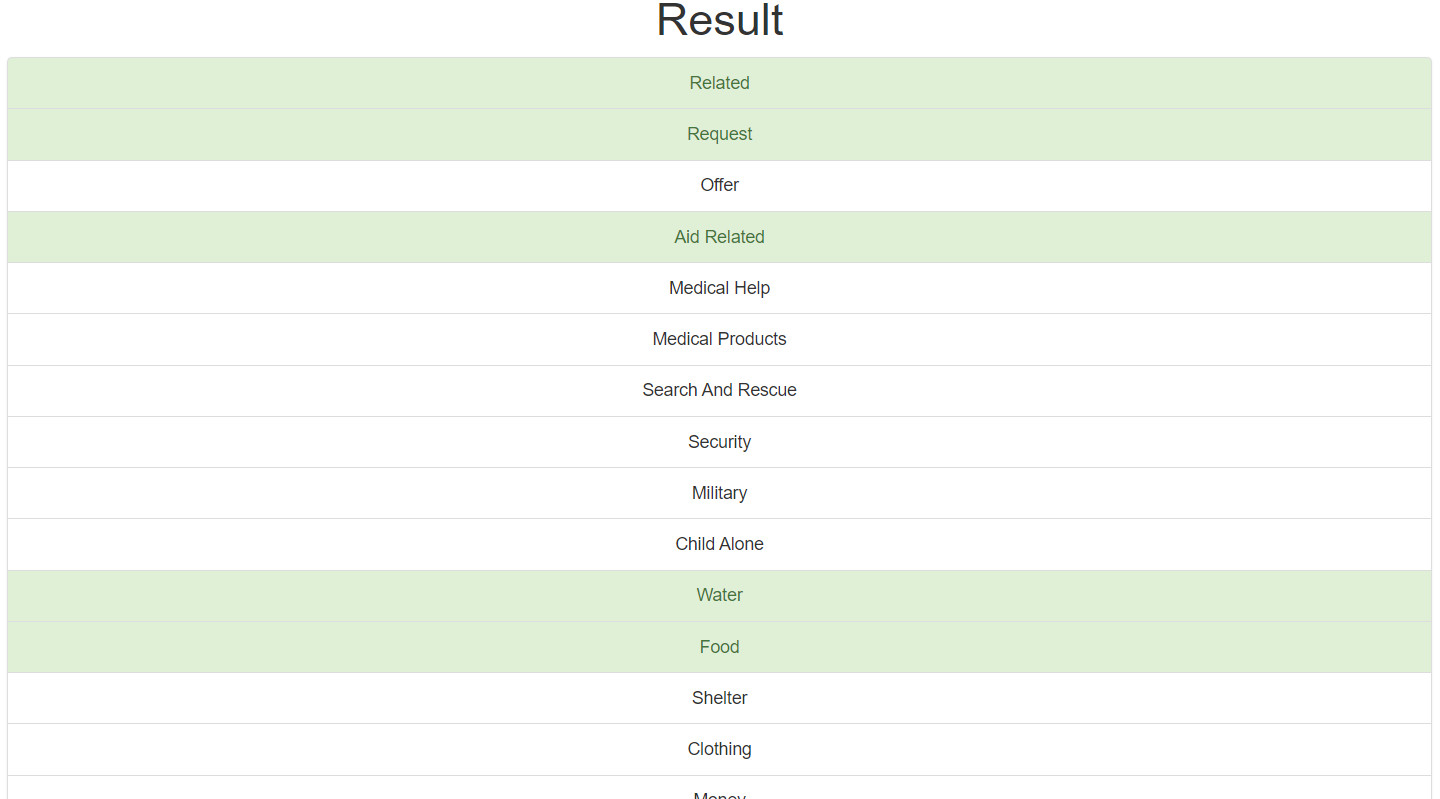 Result
Related
Request
Offer
Aid Related
Medical Help
Medical Products
Search And Rescue
Security
Military
Child Alone
Water
Food
Shelter
Clothing
Money